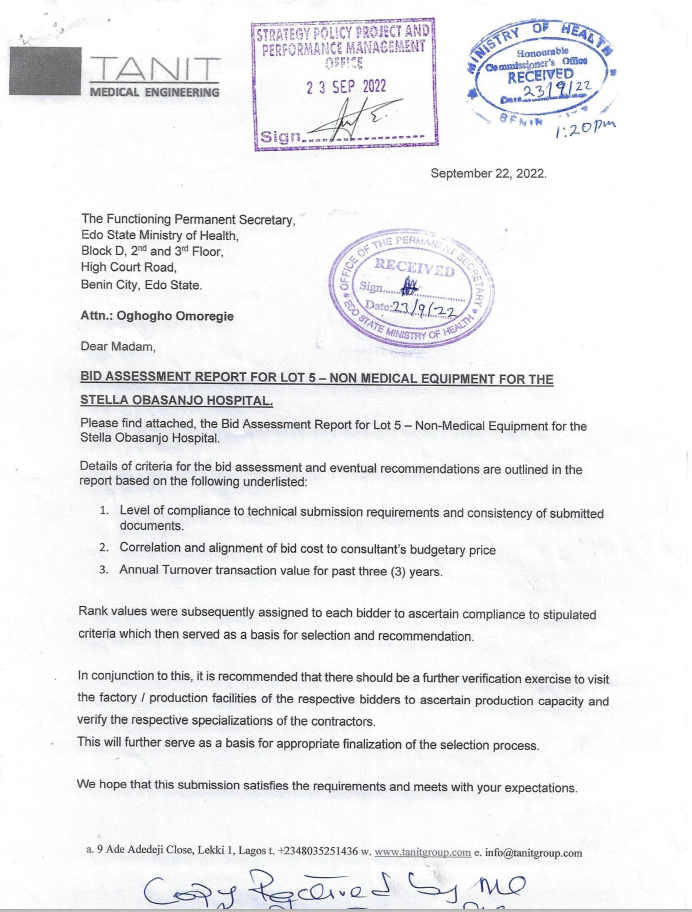 TANIT
MEDICAL ENGINEERING
STRATEGY POLICY PROJECT AND
PERFORMANCE MANAGEMENT
OFFICE
23 SEP 2022
Sign
MINISTRY OF HEALTH
Honourable
Commissioner's Office
RECEIVED
Date 23/9/22
BENIN
1:20pm
September 22, 2022.
The Functioning Permanent Secretary,
Edo State Ministry of Health,
Block D, 2nd and 3rd Floor,
High Court Road,
Benin City, Edo State.
OFFICE OF THE PERMANENT SECRETARY
RECEIVED
Sign
Date: 23/9/22
EDO STATE MINISTRY OF HEALTH
Attn.: Oghogho Omoregie
Dear Madam,
BID ASSESSMENT REPORT FOR LOT 5 – NON MEDICAL EQUIPMENT FOR THE
STELLA OBASANJO HOSPITAL.
Please find attached, the Bid Assessment Report for Lot 5 – Non-Medical Equipment for the
Stella Obasanjo Hospital.
Details of criteria for the bid assessment and eventual recommendations are outlined in the
report based on the following underlisted:
1. Level of compliance to technical submission requirements and consistency of submitted
documents.
2. Correlation and alignment of bid cost to consultant's budgetary price
3. Annual Turnover transaction value for past three (3) years.
Rank values were subsequently assigned to each bidder to ascertain compliance to stipulated
criteria which then served as a basis for selection and recommendation.
In conjunction to this, it is recommended that there should be a further verification exercise to visit
the factory / production facilities of the respective bidders to ascertain production capacity and
verify the respective specializations of the contractors.
This will further serve as a basis for appropriate finalization of the selection process.
We hope that this submission satisfies the requirements and meets with your expectations.
a. 9 Ade Adedeji Close, Lekki 1, Lagos t. +2348035251436 w. www.tanitgroup.com e. info@tanitgroup.com
Copy Received by me